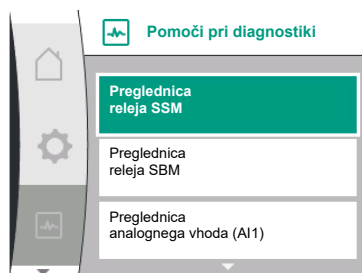 Pomoči pri diagnostiki
Preglednica
releja SSM
Preglednica
releja SBM
Preglednica
analognega vhoda (AI1)